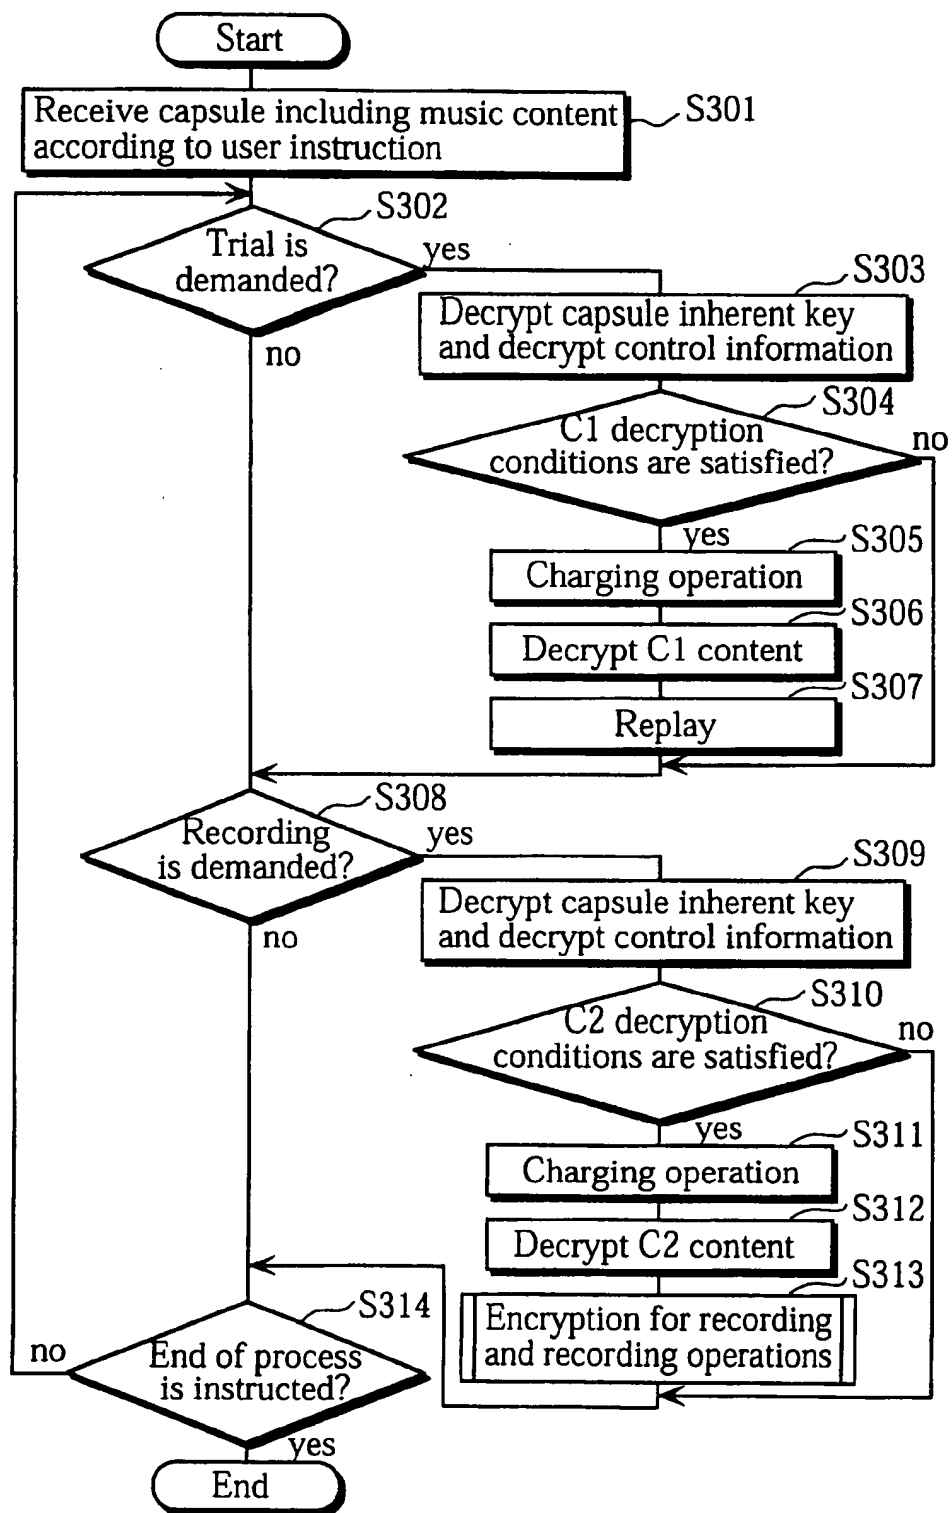 Start
Receive capsule including music content
according to user instruction
S301
S302
Trial is
demanded?
yes
no
S303
Decrypt capsule inherent key
and decrypt control information
S304
C1 decryption
conditions are satisfied?
no
yes
S305
Charging operation
S306
Decrypt C1 content
S307
Replay
S308
Recording
is demanded?
yes
no
S309
Decrypt capsule inherent key
and decrypt control information
S310
C2 decryption
conditions are satisfied?
no
yes
S311
Charging operation
S312
Decrypt C2 content
S313
Encryption for recording
and recording operations
S314
End of process
is instructed?
no
yes
End